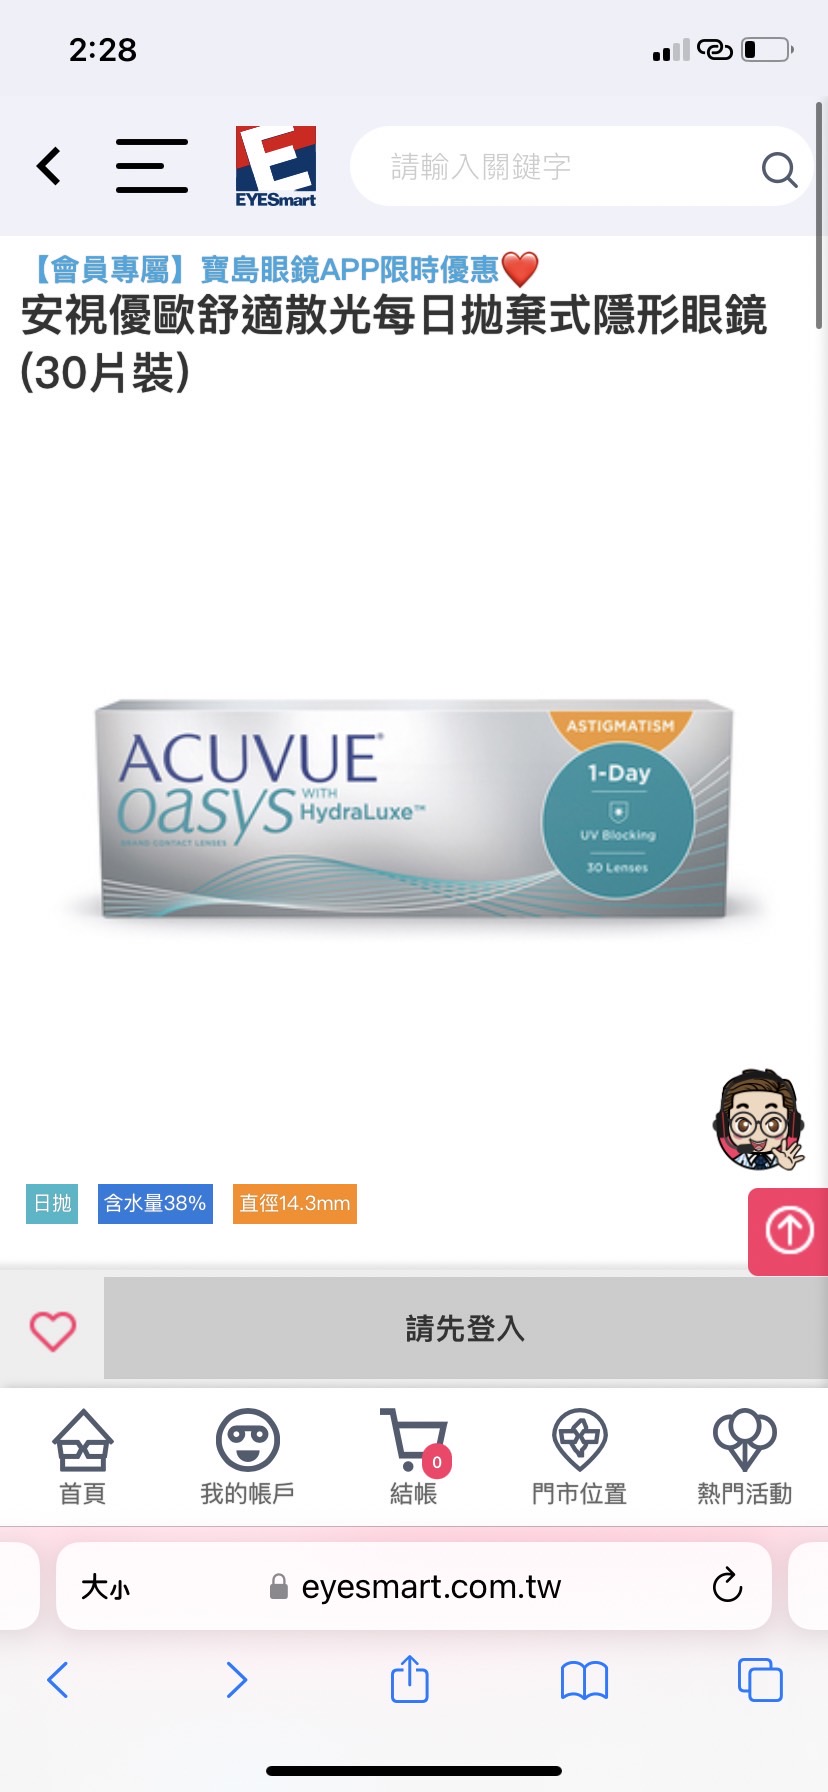 2:28
EYESmart
請輸入關鍵字
【會員專屬】寶島眼鏡APP限時優惠❤️
安視優歐舒適散光每日拋棄式隱形眼鏡
(30片裝)
ASTIGMATISM
ACUVUE®
1-Day
oasys WITH HydraLuxe™
BRAND CONTACT LENSES
UV Blocking
30 Lenses
日拋 含水量38% 直徑14.3mm
請先登入
0
首頁 我的帳戶 結帳 門市位置 熱門活動
大小 eyesmart.com.tw